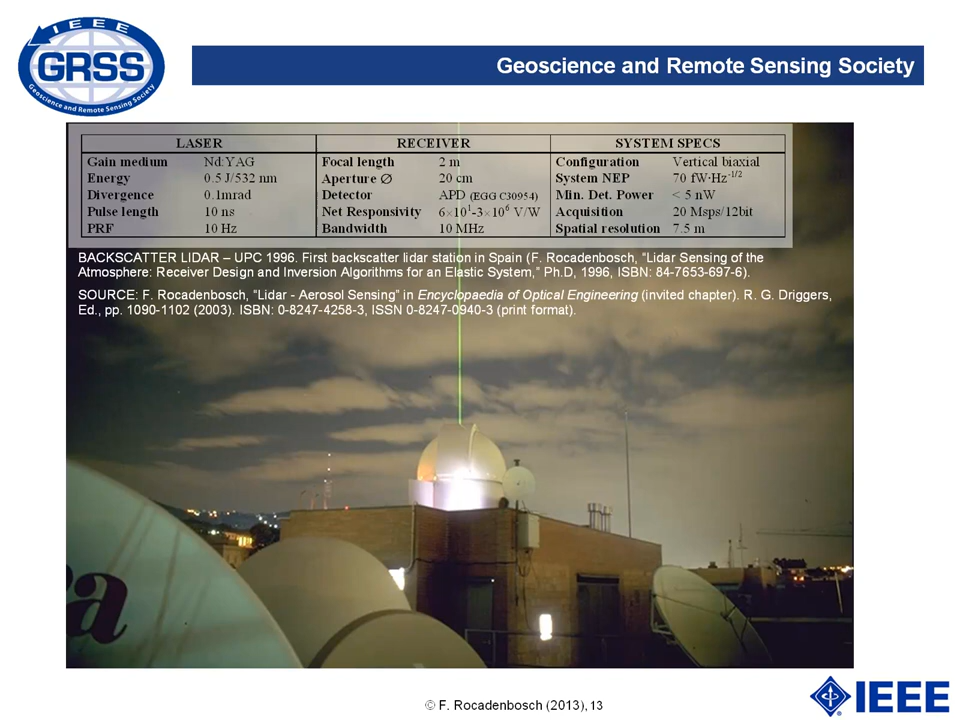 IEEE
GRSS
Geoscience and Remote Sensing Society
Geoscience and Remote Sensing Society
LASER RECEIVER SYSTEM SPECS
Gain medium Nd:YAG Focal length 2 m Configuration Vertical biaxial
Energy 0.5 J/532 nm Aperture ∅ 20 cm System NEP 70 fW·Hz-1/2
Divergence 0.1mrad Detector APD (EGG C30954) Min. Det. Power < 5 nW
Pulse length 10 ns Net Responsivity 6×10¹-3×10⁶ V/W Acquisition 20 Msps/12bit
PRF 10 Hz Bandwidth 10 MHz Spatial resolution 7.5 m
BACKSCATTER LIDAR – UPC 1996. First backscatter lidar station in Spain (F. Rocadenbosch, “Lidar Sensing of the
Atmosphere: Receiver Design and Inversion Algorithms for an Elastic System,” Ph.D, 1996, ISBN: 84-7653-697-6).
SOURCE: F. Rocadenbosch, “Lidar - Aerosol Sensing” in Encyclopaedia of Optical Engineering (invited chapter). R. G. Driggers,
Ed., pp. 1090-1102 (2003). ISBN: 0-8247-4258-3, ISSN 0-8247-0940-3 (print format).
a
© F. Rocadenbosch (2013), 13
IEEE